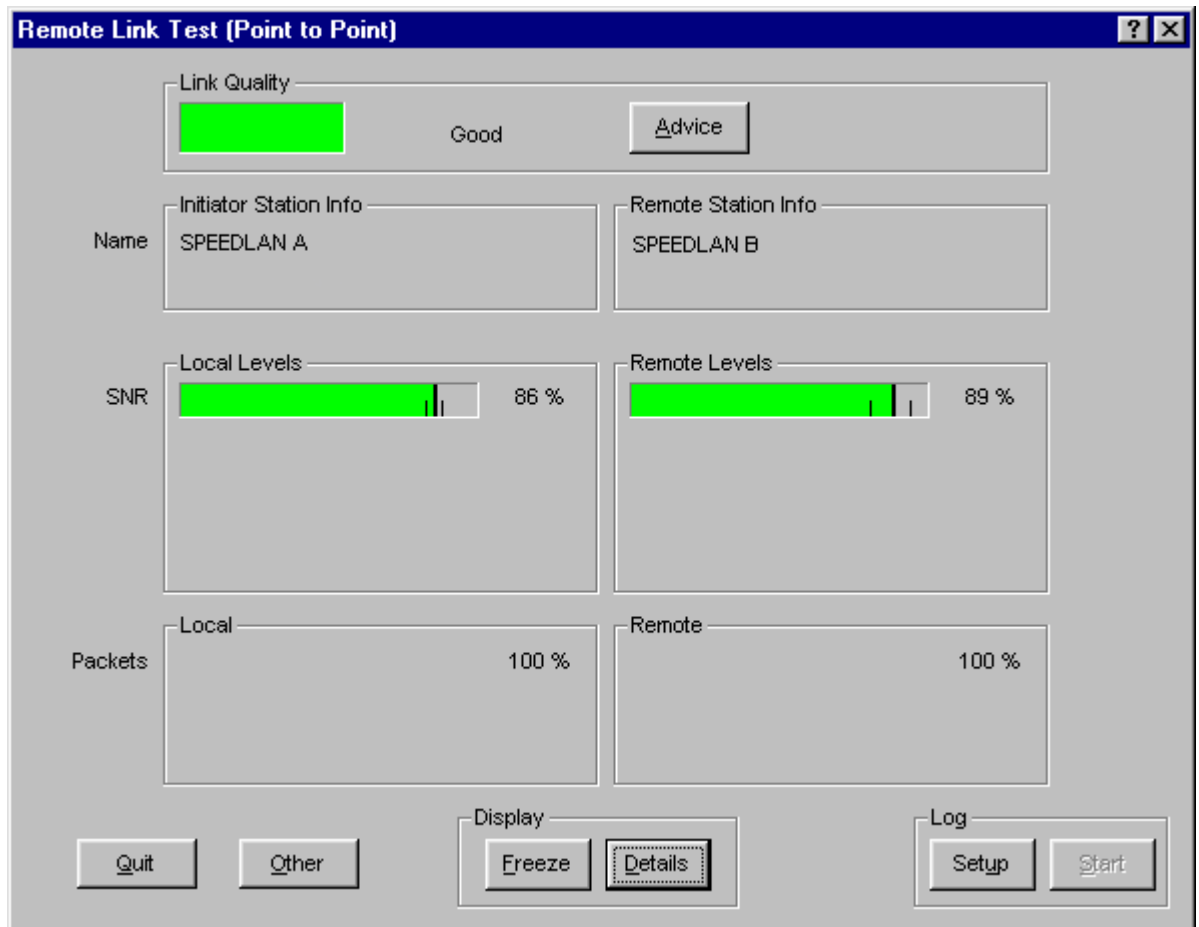 Remote Link Test (Point to Point)
?
Link Quality
Good
Advice
Initiator Station Info
Remote Station Info
Name
SPEEDLAN A
SPEEDLAN B
Local Levels
Remote Levels
SNR
86 %
89 %
Local
Remote
Packets
100 %
100 %
Display
Log
Quit
Other
Freeze
Details
Setup
Start